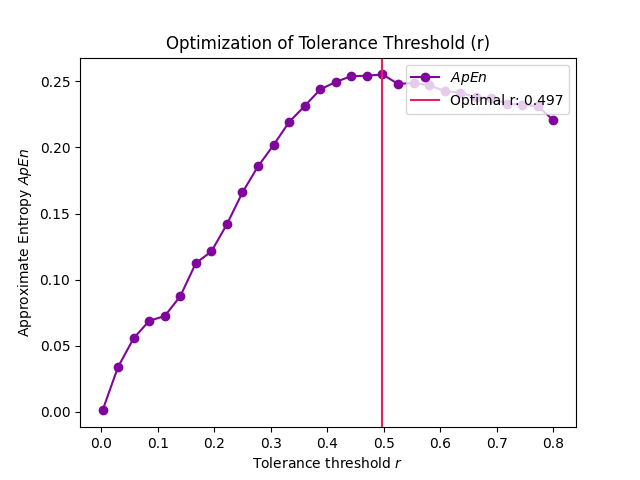 Optimization of Tolerance Threshold (r)
ApEn
Optimal r: 0.497
Approximate Entropy ApEn
0.25
0.20
0.15
0.10
0.05
0.00
0.0 0.1 0.2 0.3 0.4 0.5 0.6 0.7 0.8
Tolerance threshold r